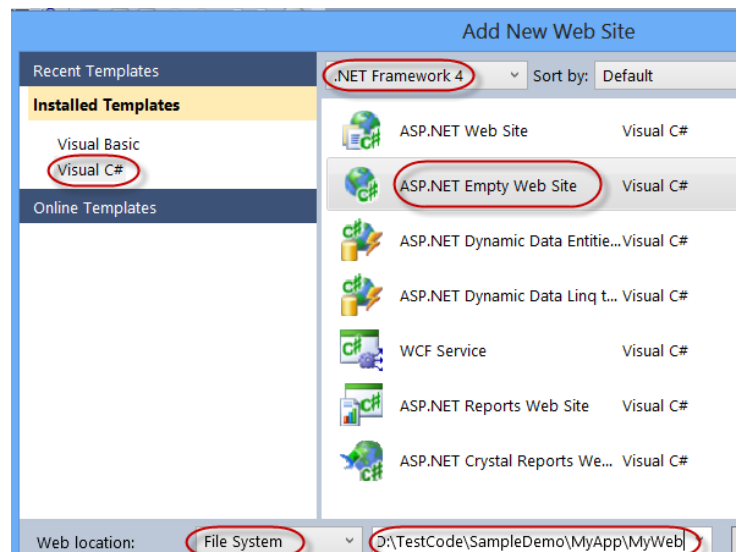 Add New Web Site
Recent Templates
Installed Templates
Visual Basic
Visual C#
Online Templates
.NET Framework 4 Sort by: Default
ASP.NET Web Site Visual C#
ASP.NET Empty Web Site Visual C#
ASP.NET Dynamic Data Entitie... Visual C#
ASP.NET Dynamic Data Linq t... Visual C#
WCF Service Visual C#
ASP.NET Reports Web Site Visual C#
ASP.NET Crystal Reports We... Visual C#
Web location: File System D:\TestCode\SampleDemo\MyApp\MyWeb